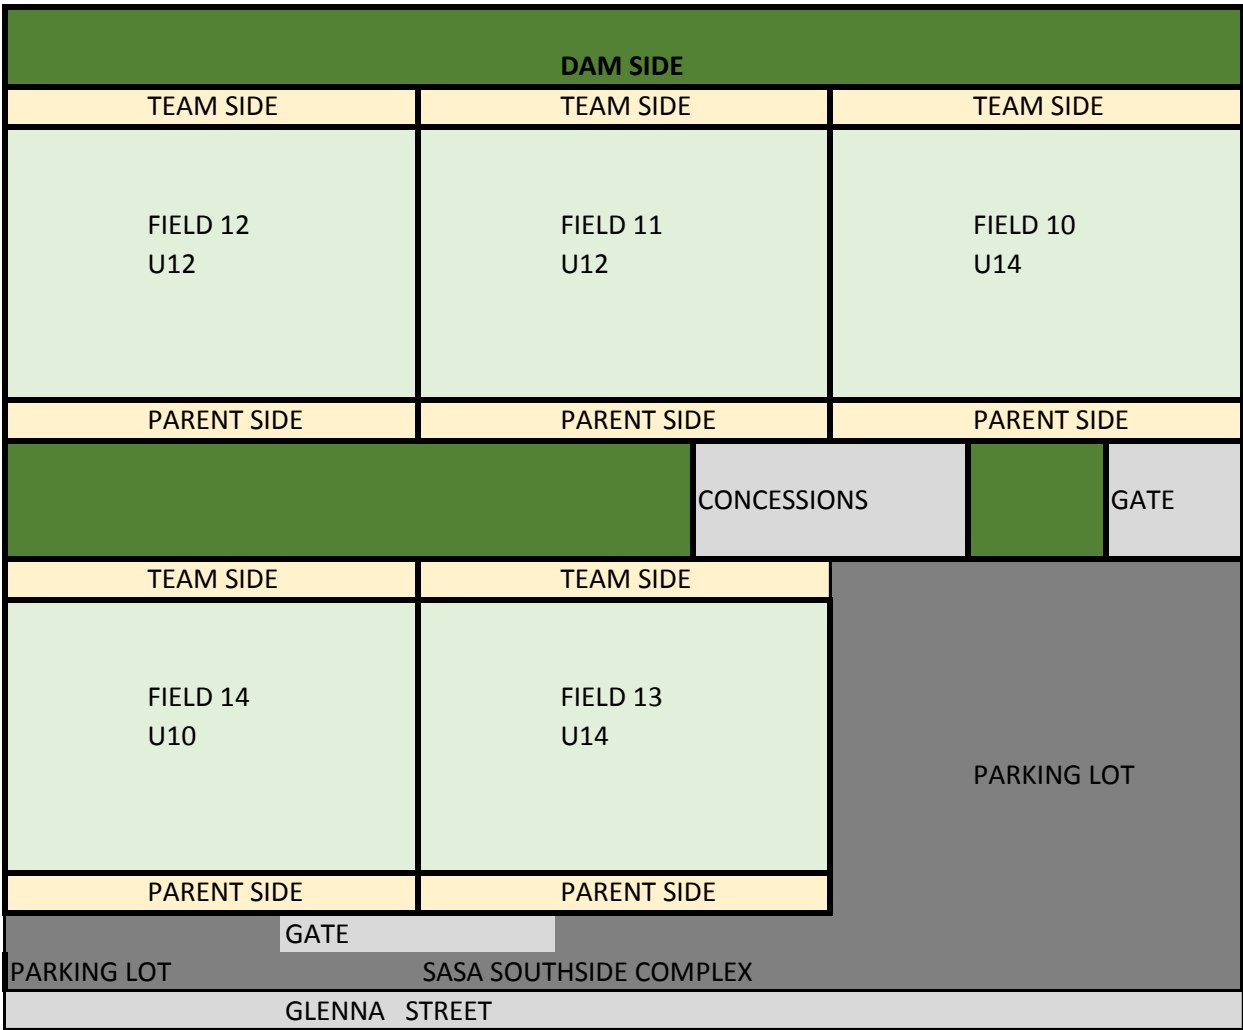 DAM SIDE
TEAM SIDE TEAM SIDE TEAM SIDE
FIELD 12 FIELD 11 FIELD 10
U12 U12 U14
PARENT SIDE PARENT SIDE PARENT SIDE
CONCESSIONS GATE
TEAM SIDE TEAM SIDE
FIELD 14 FIELD 13
U10 U14
PARKING LOT
PARENT SIDE PARENT SIDE
GATE
PARKING LOT SASA SOUTHSIDE COMPLEX
GLENNA STREET